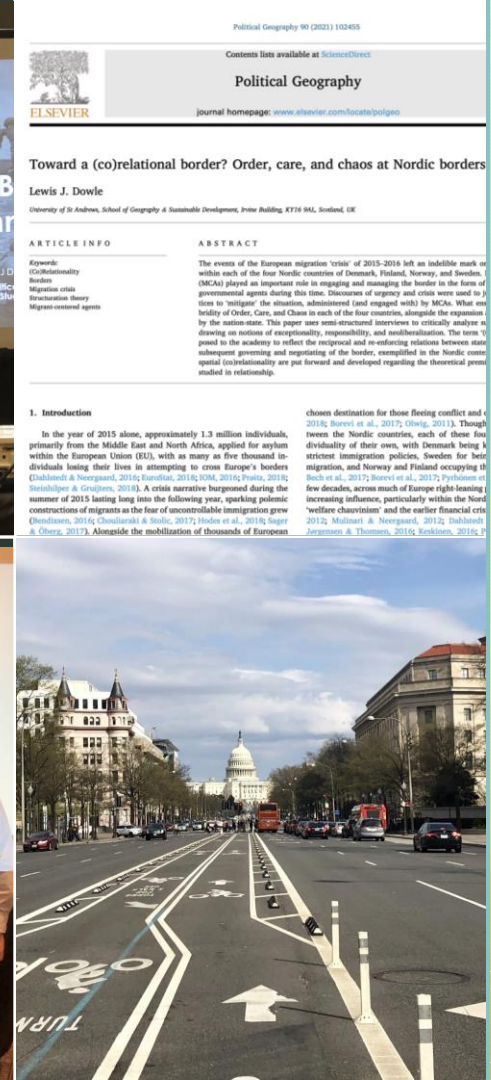 Political Geography 90 (2021) 102455
Contents lists available at ScienceDirect
Political Geography
ELSEVIER
journal homepage: www.elsevier.com/locate/polgeo
Toward a (co)relational border? Order, care, and chaos at Nordic borders
Lewis J. Dowle
University of St Andrews, School of Geography & Sustainable Development, Irvine Building, KY16 9AL, Scotland, UK
ARTICLE INFO
Keywords:
(Co)Relationality
Borders
Migration crisis
Structuration theory
Migrant-centered agents
ABSTRACT
The events of the European migration 'crisis' of 2015–2016 left an indelible mark on
within each of the four Nordic countries of Denmark, Finland, Norway, and Sweden.
(MCAs) played an important role in engaging and managing the border in the form of
governmental agents during this time. Discourses of urgency and crisis were used to
tices to 'mitigate' the situation, administered (and engaged with) by MCAs. What
bridity of Order, Care, and Chaos in each of the four countries, alongside the expansion
by the nation-state. This paper uses semi-structured interviews to critically analyse
drawing on notions of exceptionality, responsibility, and neoliberalization. The term
posed to the academy to reflect the reciprocal and re-enforcing relations between state
subsequent governing and negotiating of the border, exemplified in the Nordic
spatial (co)relationality are put forward and developed regarding the theoretical
studied in relationship.
1. Introduction
In the year of 2015 alone, approximately 1.3 million individuals,
primarily from the Middle East and North Africa, applied for asylum
within the European Union (EU), with as many as five thousand in-
dividuals losing their lives in attempting to cross Europe's borders
(Dahlstedt & Neergaard, 2016; EuroStat, 2018; IOM, 2016; Praitz, 2018;
Steinhilper & Gruijters, 2018). A crisis narrative burgeoned during the
summer of 2015 lasting long into the following year, sparking polemic
constructions of migrants as the fear of uncontrollable immigration grew
(Bendixsen, 2016; Chouliaraki & Stolic, 2017; Hodes et al., 2018; Sager
& Öberg, 2017). Alongside the mobilization of thousands of European
chosen destination for those fleeing conflict and
2018; Borevi et al., 2017; Olwig, 2011). Though
tween the Nordic countries, each of these
dividuality of their own, with Denmark being
strictest immigration policies, Sweden for
migration, and Norway and Finland occupying
Bech et al., 2017; Borevi et al., 2017; Pyrhönen et
few decades, across much of Europe right-leaning
increasing influence, particularly within the
'welfare chauvinism' and the earlier financial
2012; Mulinari & Neergaard, 2012; Dahlstedt
Jørgensen & Thomsen, 2016; Keskinen, 2016;
TURN